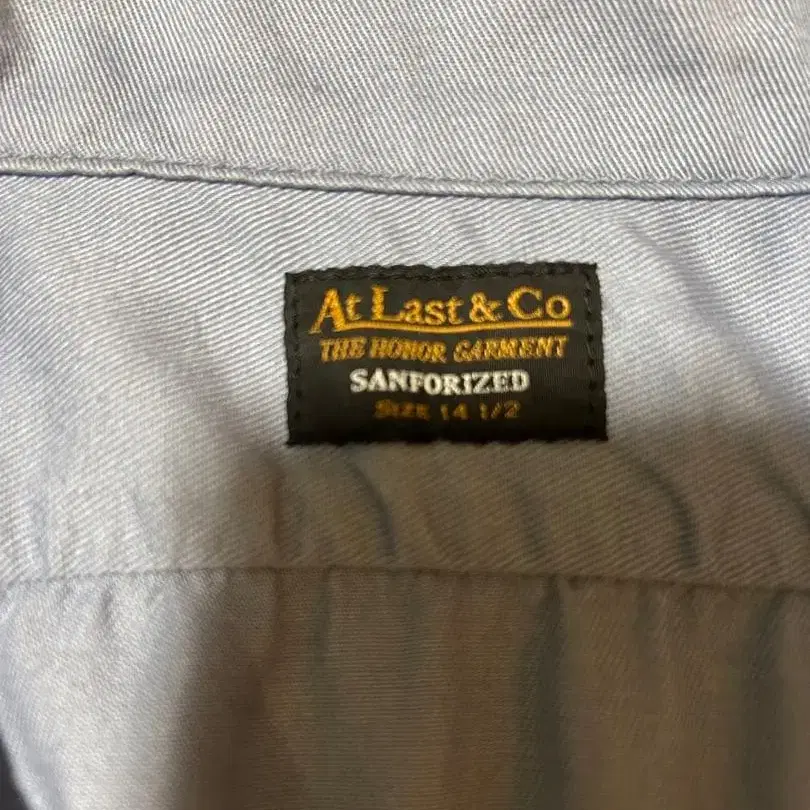 At Last & Co
THE HONOR GARMENT
SANFORIZED
SIZE 14 1/2